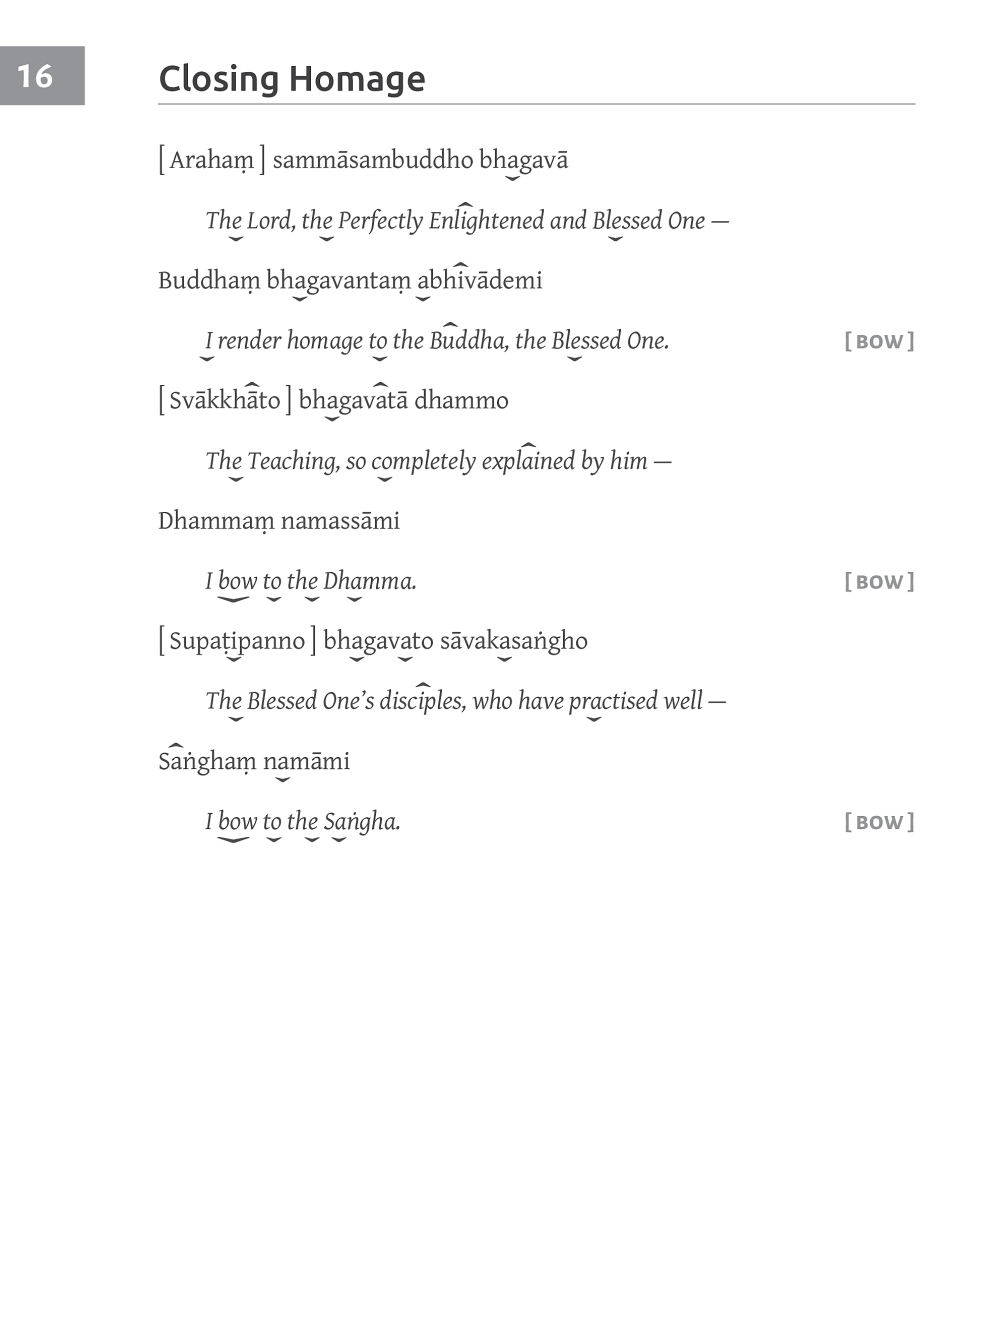 16
Closing Homage
[ Arahaṃ ] sammāsambuddho bhagavā
The Lord, the Perfectly Enlightened and Blessed One —
Buddhaṃ bhagavantaṃ abhivādemi
I render homage to the Buddha, the Blessed One. [ BOW ]
[ Svākkhāto ] bhagavatā dhammo
The Teaching, so completely explained by him —
Dhammaṃ namassāmi
I bow to the Dhamma. [ BOW ]
[ Supaṭipanno ] bhagavato sāvakasaṅgho
The Blessed One’s disciples, who have practised well —
Saṅghaṃ namāmi
I bow to the Saṅgha. [ BOW ]